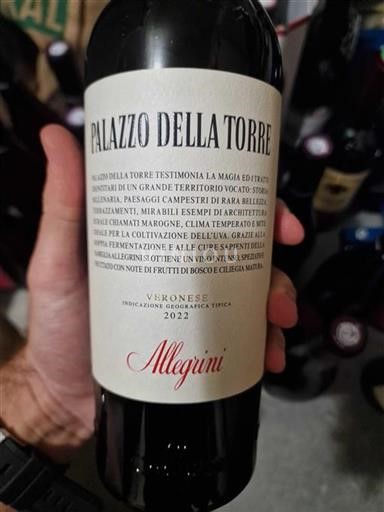 PALAZZO DELLA TORRE
PALAZZO DELLA TORRE TESTIMONIA LA MAGIA ED I TRATTI
IDENTITARI DI UN GRANDE TERRITORIO VOCATO: STORIA
MILLENARIA, PAESAGGI CAMPESTRI DI RARA BELLEZZA,
TERRAZZAMENTI, MIRABILI ESEMPI DI ARCHITETTURA
RURALE CHIAMATI MAROGNE, CLIMA TEMPERATO E MITE
IDEALE PER LA COLTIVAZIONE DELL'UVA. GRAZIE ALLA
DOPPIA FERMENTAZIONE E ALLE CURE SAPIENTI DELLA
FAMIGLIA ALLEGRINI SI OTTIENE UN VINO INTENSO, SPEZIATO E
FRUTTATO CON NOTE DI FRUTTI DI BOSCO E CILIEGIA MATURA.
VERONESE
INDICAZIONE GEOGRAFICA TIPICA
2022
Allegrini